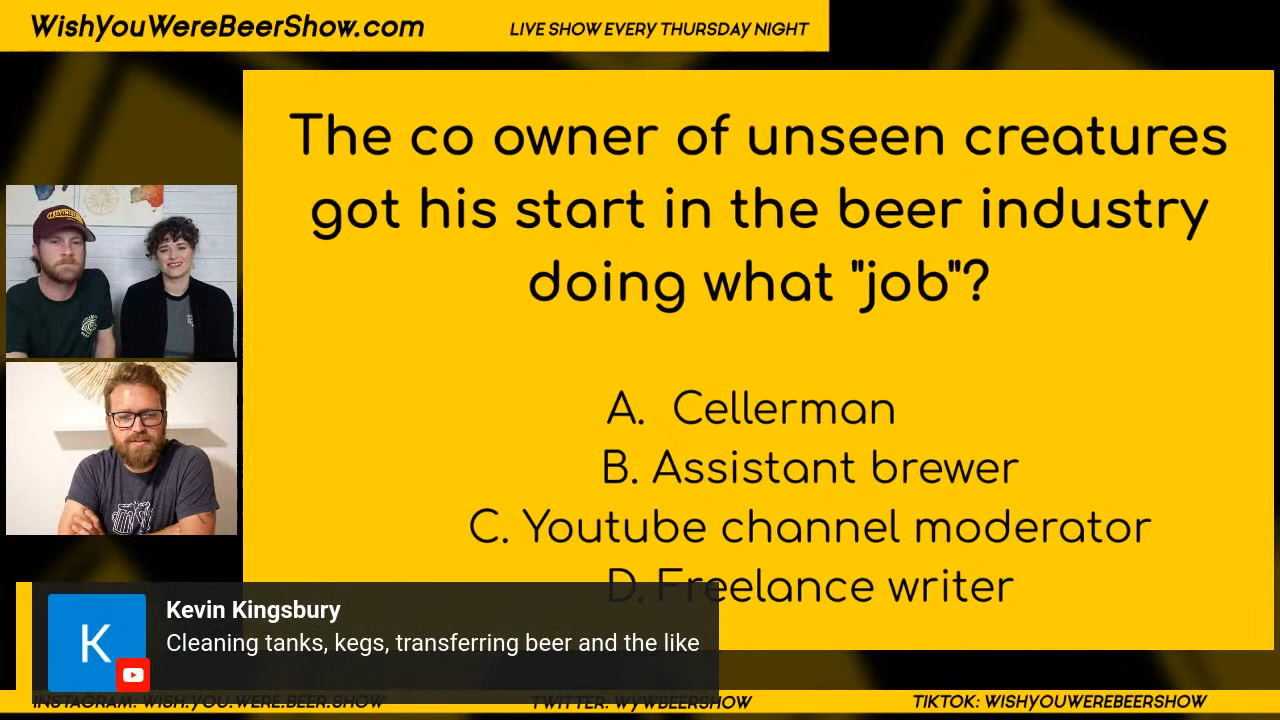 WishYouWereBeerShow.com
LIVE SHOW EVERY THURSDAY NIGHT
The co owner of unseen creatures
got his start in the beer industry
doing what "job"?
A. Cellerman
B. Assistant brewer
C. Youtube channel moderator
D. Freelance writer
K
Kevin Kingsbury
Cleaning tanks, kegs, transferring beer and the like
INSTAGRAM: WISH.YOU.WERE.BEER.SHOW
TWITTER: WYWBEERSHOW
TIKTOK: WISHYOUWEREBEERSHOW